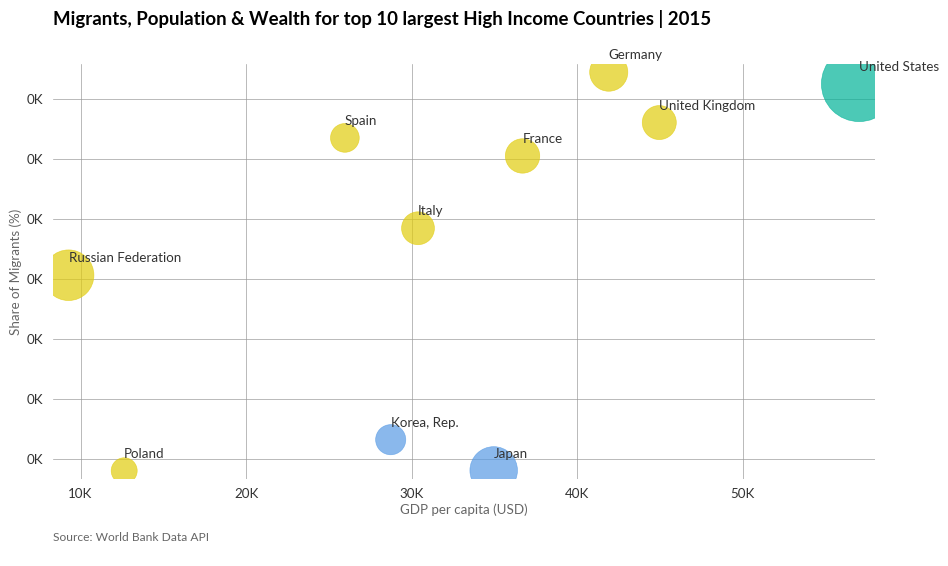 Migrants, Population & Wealth for top 10 largest High Income Countries | 2015
Germany
United States
0K
United Kingdom
Spain
France
0K
Italy
0K
Russian Federation
0K
Share of Migrants (%)
0K
0K
Korea, Rep.
Poland
Japan
0K
10K 20K 30K 40K 50K
GDP per capita (USD)
Source: World Bank Data API